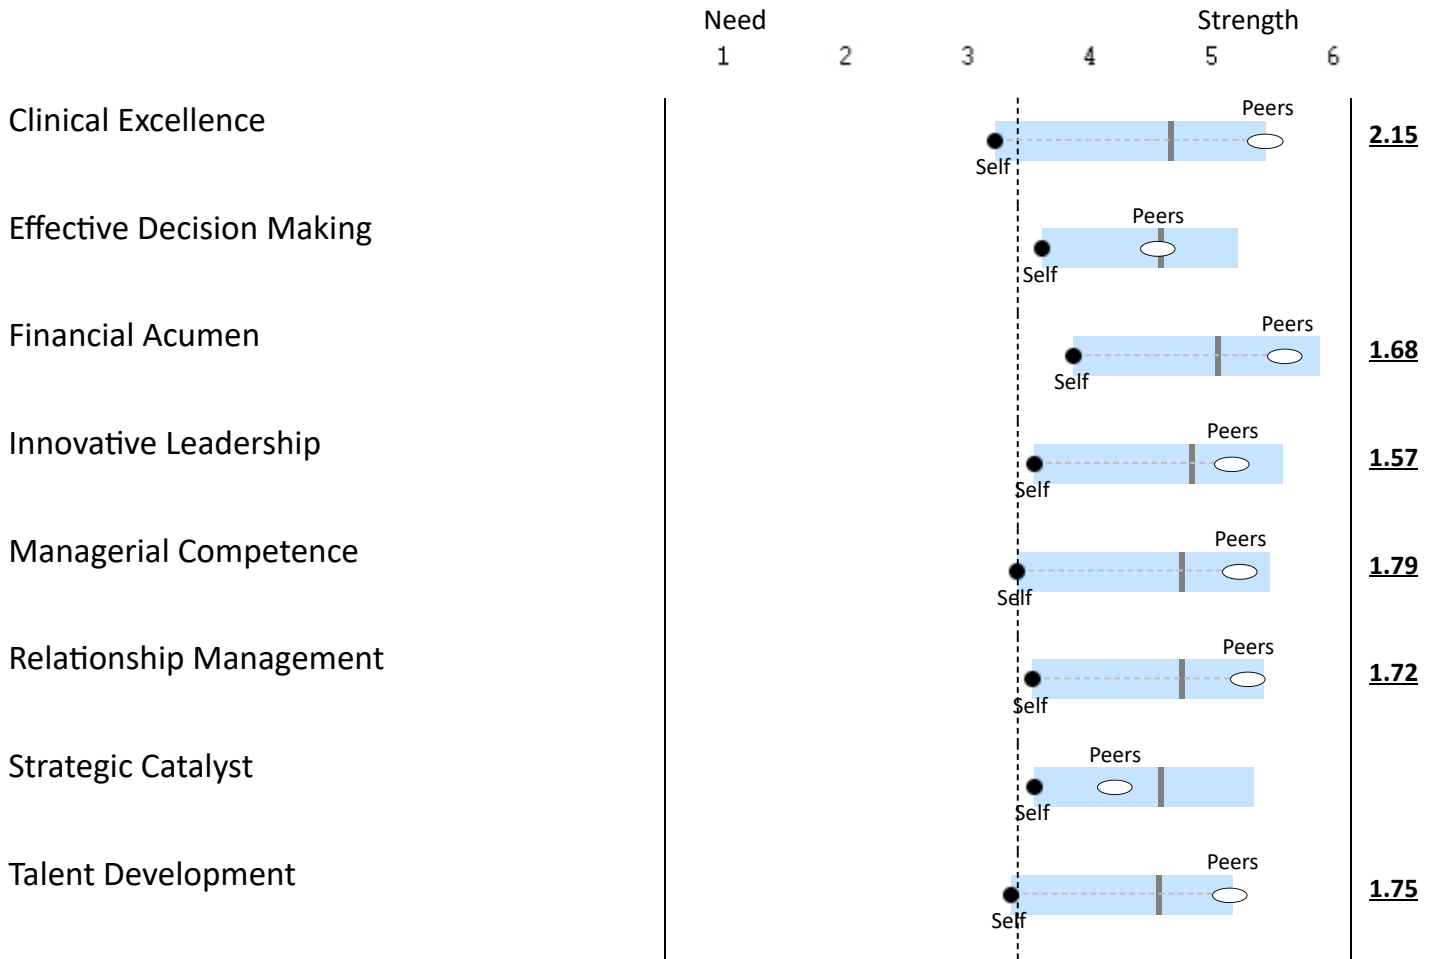 Need Strength
1 2 3 4 5 6
Clinical Excellence Peers
2.15
Self
Effective Decision Making Peers
Self
Financial Acumen Peers
1.68
Self
Innovative Leadership Peers
1.57
Self
Managerial Competence Peers
1.79
Self
Relationship Management Peers
1.72
Self
Strategic Catalyst Peers
Self
Talent Development Peers
1.75
Self